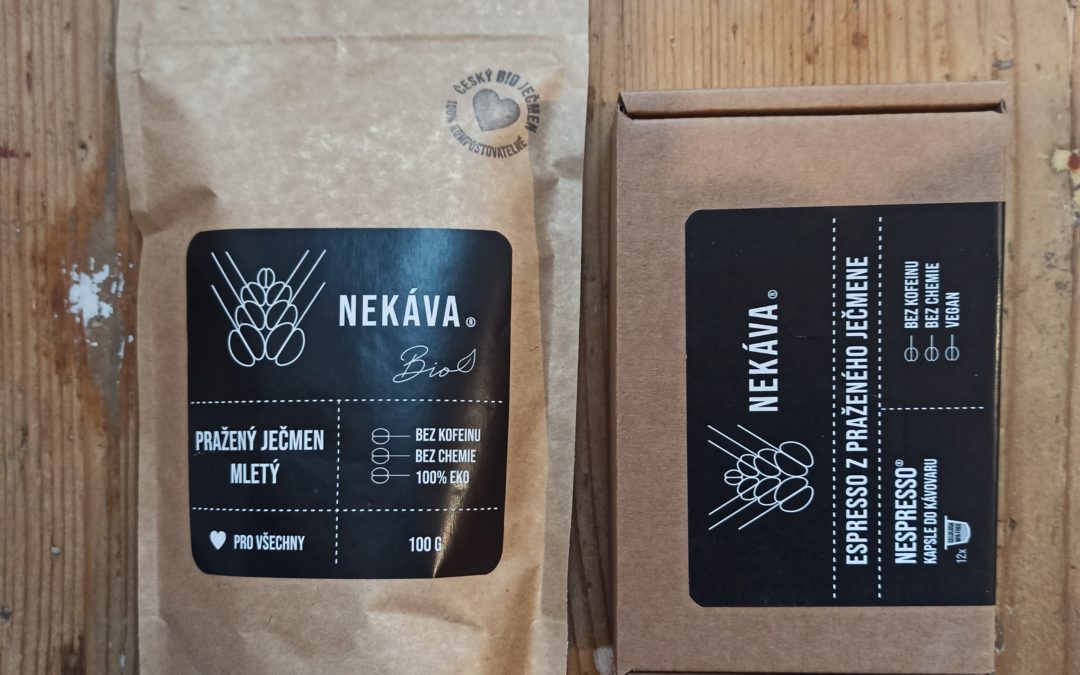 ČESKÝ BIO JEČMEN
100% KOMPOSTOVATELNÉ
NEKÁVA®
Bio
PRAŽENÝ JEČMEN
MLETÝ
BEZ KOFEINU
BEZ CHEMIE
100% EKO
PRO VŠECHNY
100 G
NEKÁVA®
ESPRESSO Z PRAŽENÉHO JEČMENE
NESPRESSO®
KAPSLE DO KÁVOVARU
12x
BEZ KOFEINU
BEZ CHEMIE
VEGAN